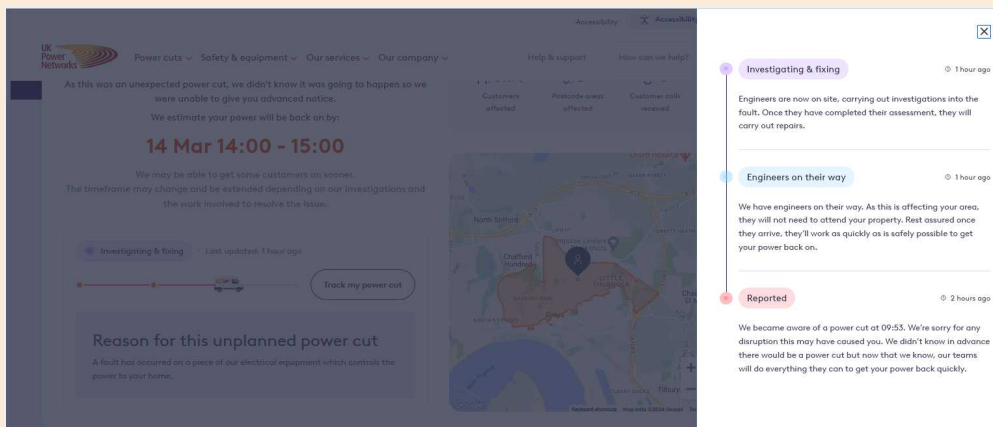 Accessibility
UK
Power
Networks
Power cuts
Safety & equipment
Our services
Our company
Help & support
How can we help?
As this was an unexpected power cut, we didn't know it was going to happen so we
were unable to give you advanced notice.
We estimate your power will be back on by:
14 Mar 14:00 - 15:00
We may be able to get some customers on sooner.
The timeframe may change and be extended depending on our investigations and
the work involved to resolve the issue.
Investigating & fixing
Last updated: 1 hour ago
Track my power cut
Reason for this unplanned power cut
A fault has occurred on a piece of our electrical equipment which controls the
power to your home.
Customers
affected
Postcode areas
affected
Customer calls
received
North Stifford
Chafford
Hundred
LITTLE
THURROCK
Tilbury
Keyboard shortcuts
Investigating & fixing
1 hour ago
Engineers are now on site, carrying out investigations into the
fault. Once they have completed their assessment, they will
carry out repairs.
Engineers on their way
1 hour ago
We have engineers on their way. As this is affecting your area,
they will not need to attend your property. Rest assured once
they arrive, they'll work as quickly as is safely possible to get
your power back on.
Reported
2 hours ago
We became aware of a power cut at 09:53. We're sorry for any
disruption this may have caused you. We didn't know in advance
there would be a power cut but now that we know, our teams
will do everything they can to get your power back quickly.